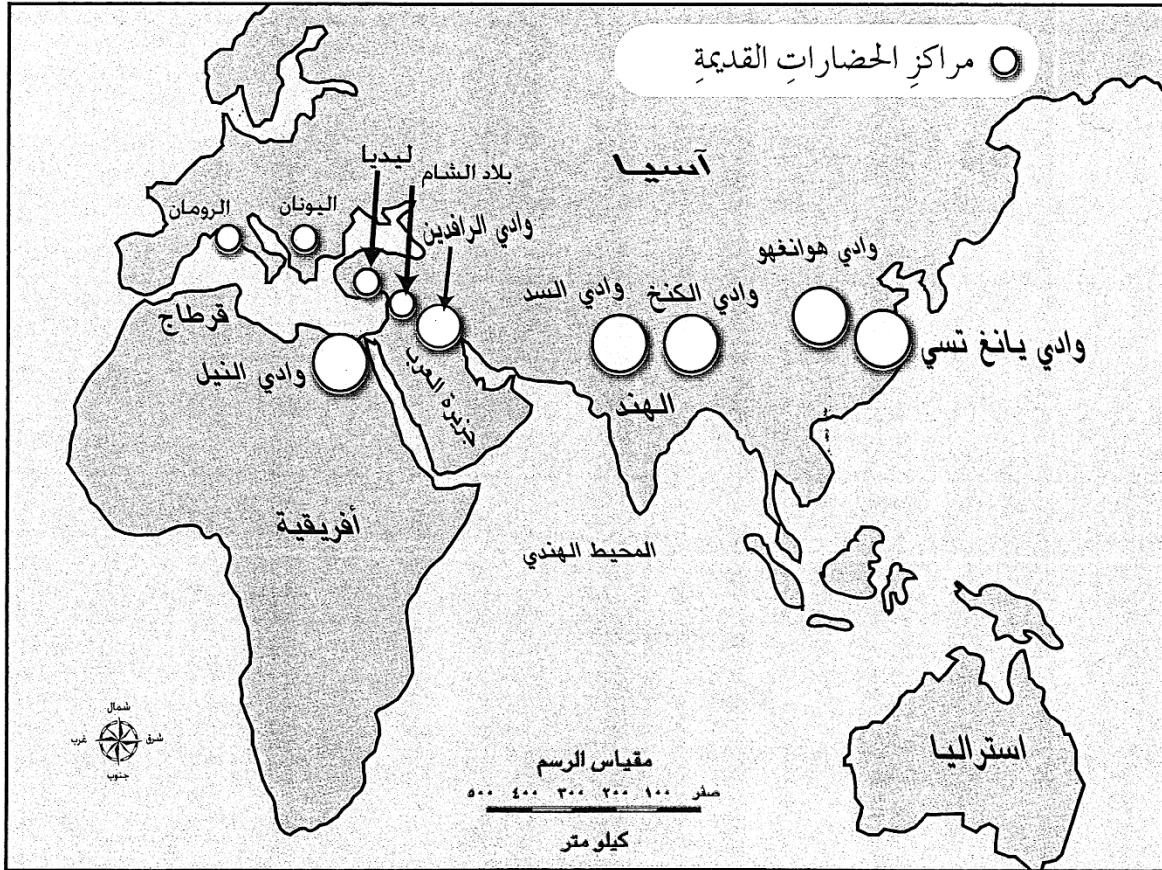 مراكزِ الحضاراتِ القديمةِ
آسيا
ليديا
بلاد الشام
اليونان
الرومان
وادي الرافدين
وادي هوانغهو
وادي الكنخ
وادي السد
قرطاج
وادي يانغ تسي
وادي النيل
جزيرة العرب
الهند
أفريقية
المحيط الهندي
شمال
شرق
غرب
جنوب
استراليا
مقياس الرسم
صفر ١٠٠ ٢٠٠ ٣٠٠ ٤٠٠ ٥٠٠
كيلو متر